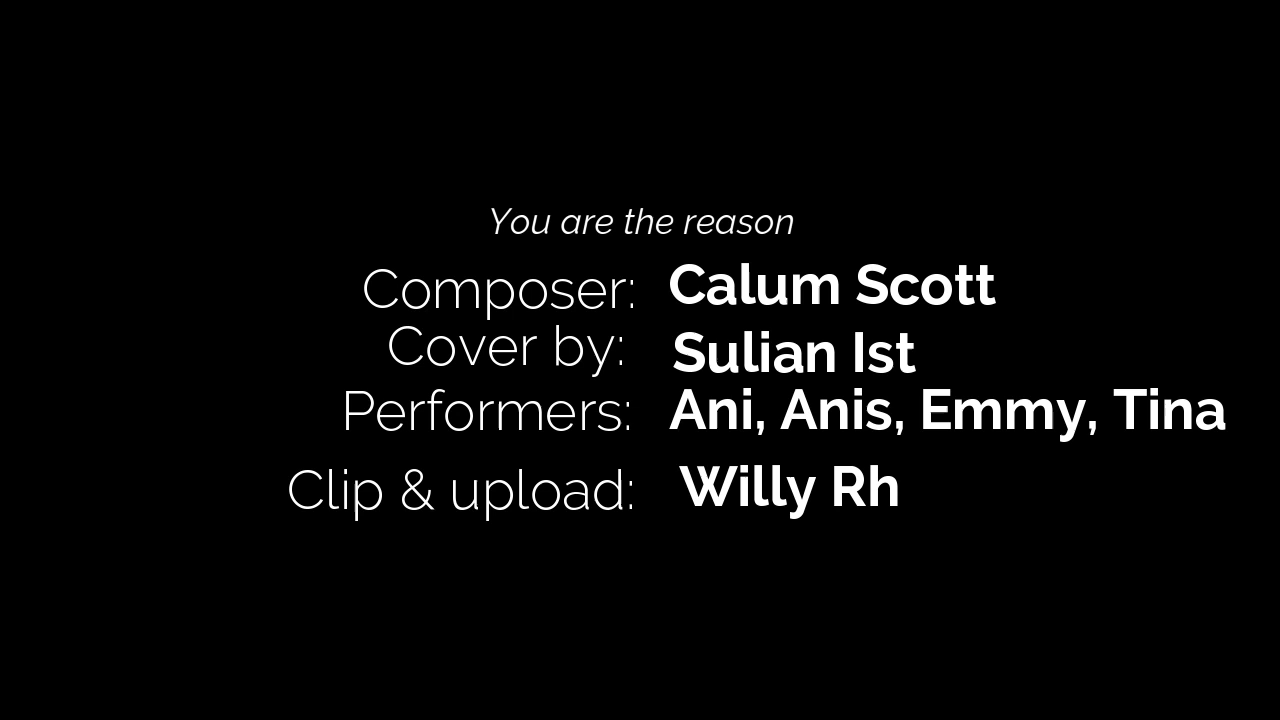 You are the reason
Composer: Calum Scott
Cover by: Sulian Ist
Performers: Ani, Anis, Emmy, Tina
Clip & upload: Willy Rh